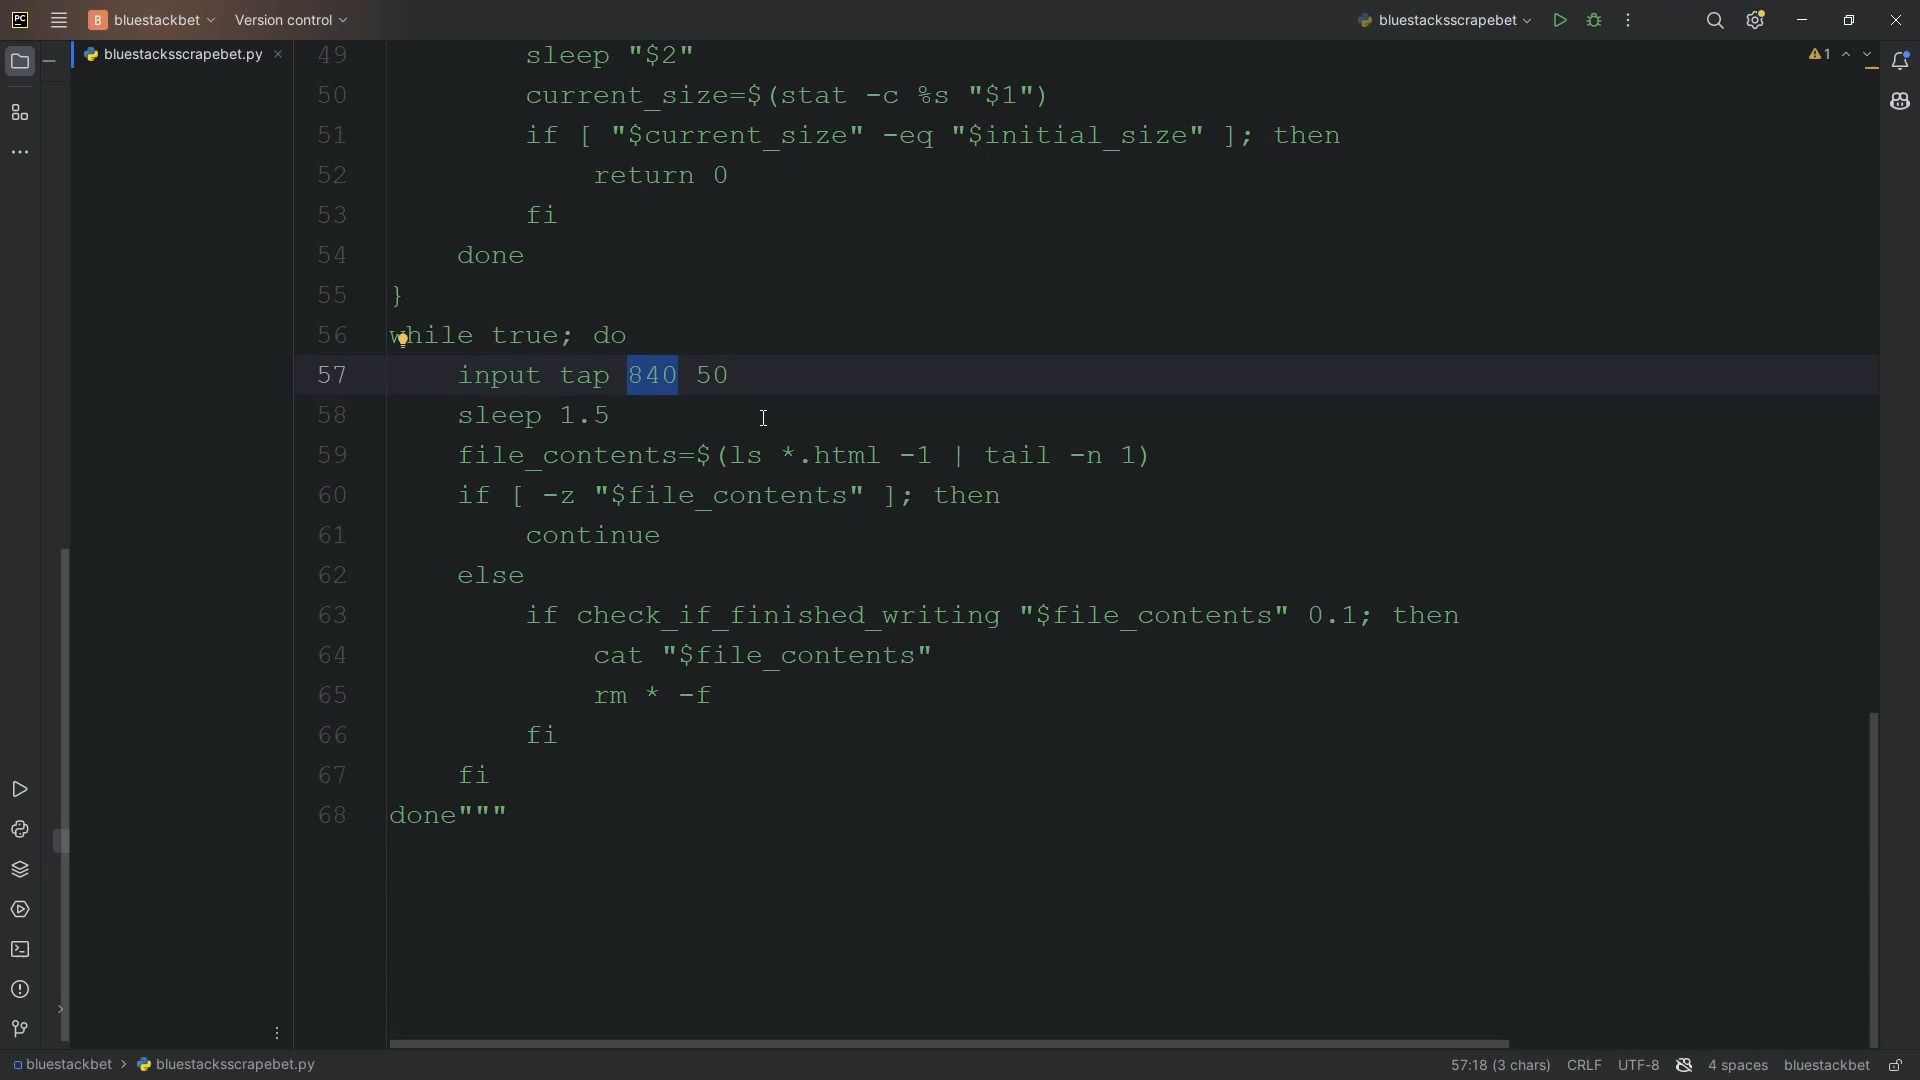 PC
B bluestackbet
Version control
bluestacksscrapebet
bluestacksscrapebet.py
1
49 sleep "$2"
50 current_size=$(stat -c %s "$1")
51 if [ "$current_size" -eq "$initial_size" ]; then
52 return 0
53 fi
54 done
55 }
56 while true; do
57 input tap 840 50
58 sleep 1.5
59 file_contents=$(ls *.html -1 | tail -n 1)
60 if [ -z "$file_contents" ]; then
61 continue
62 else
63 if check_if_finished_writing "$file_contents" 0.1; then
64 cat "$file_contents"
65 rm * -f
66 fi
67 fi
68 done"""
bluestackbet > bluestacksscrapebet.py
57:18 (3 chars) CRLF UTF-8 4 spaces bluestackbet